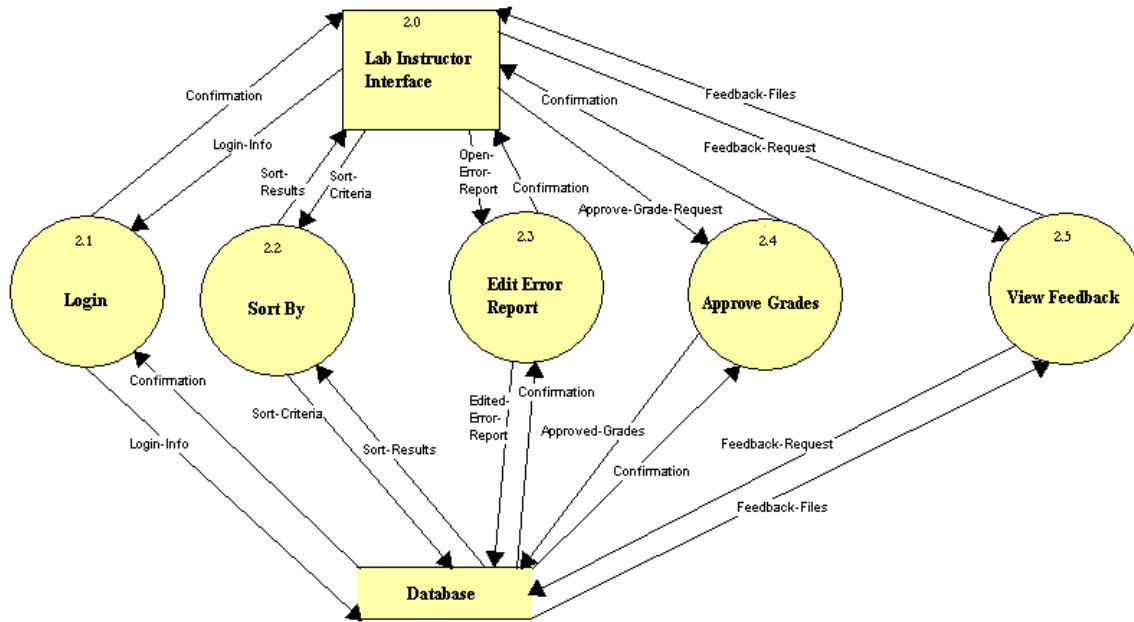 2.0
Lab Instructor
Interface
Confirmation
Login-Info
Sort-
Results
Sort-
Criteria
Open-
Error-
Report
Confirmation
Confirmation
Approve-Grade-Request
Feedback-Files
Feedback-Request
2.1
Login
2.2
Sort By
2.3
Edit Error
Report
2.4
Approve Grades
2.5
View Feedback
Confirmation
Login-Info
Sort-Criteria
Sort-Results
Edited-
Error-
Report
Confirmation
Approved-Grades
Confirmation
Feedback-Request
Feedback-Files
Database